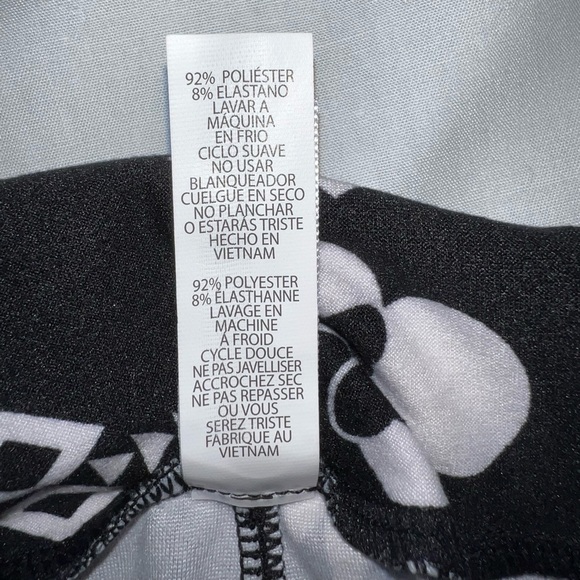 92% POLIÉSTER
8% ELASTANO
LAVAR A
MÁQUINA
EN FRIO
CICLO SUAVE
NO USAR
BLANQUEADOR
CUELGUE EN SECO
NO PLANCHAR
O ESTARÁS TRISTE
HECHO EN
VIETNAM
92% POLYESTER
8% ÉLASTHANNE
LAVAGE EN
MACHINE
À FROID
CYCLE DOUCE
NE PAS JAVELLISER
ACCROCHEZ SEC
NE PAS REPASSER
OU VOUS
SEREZ TRISTE
FABRIQUE AU
VIETNAM